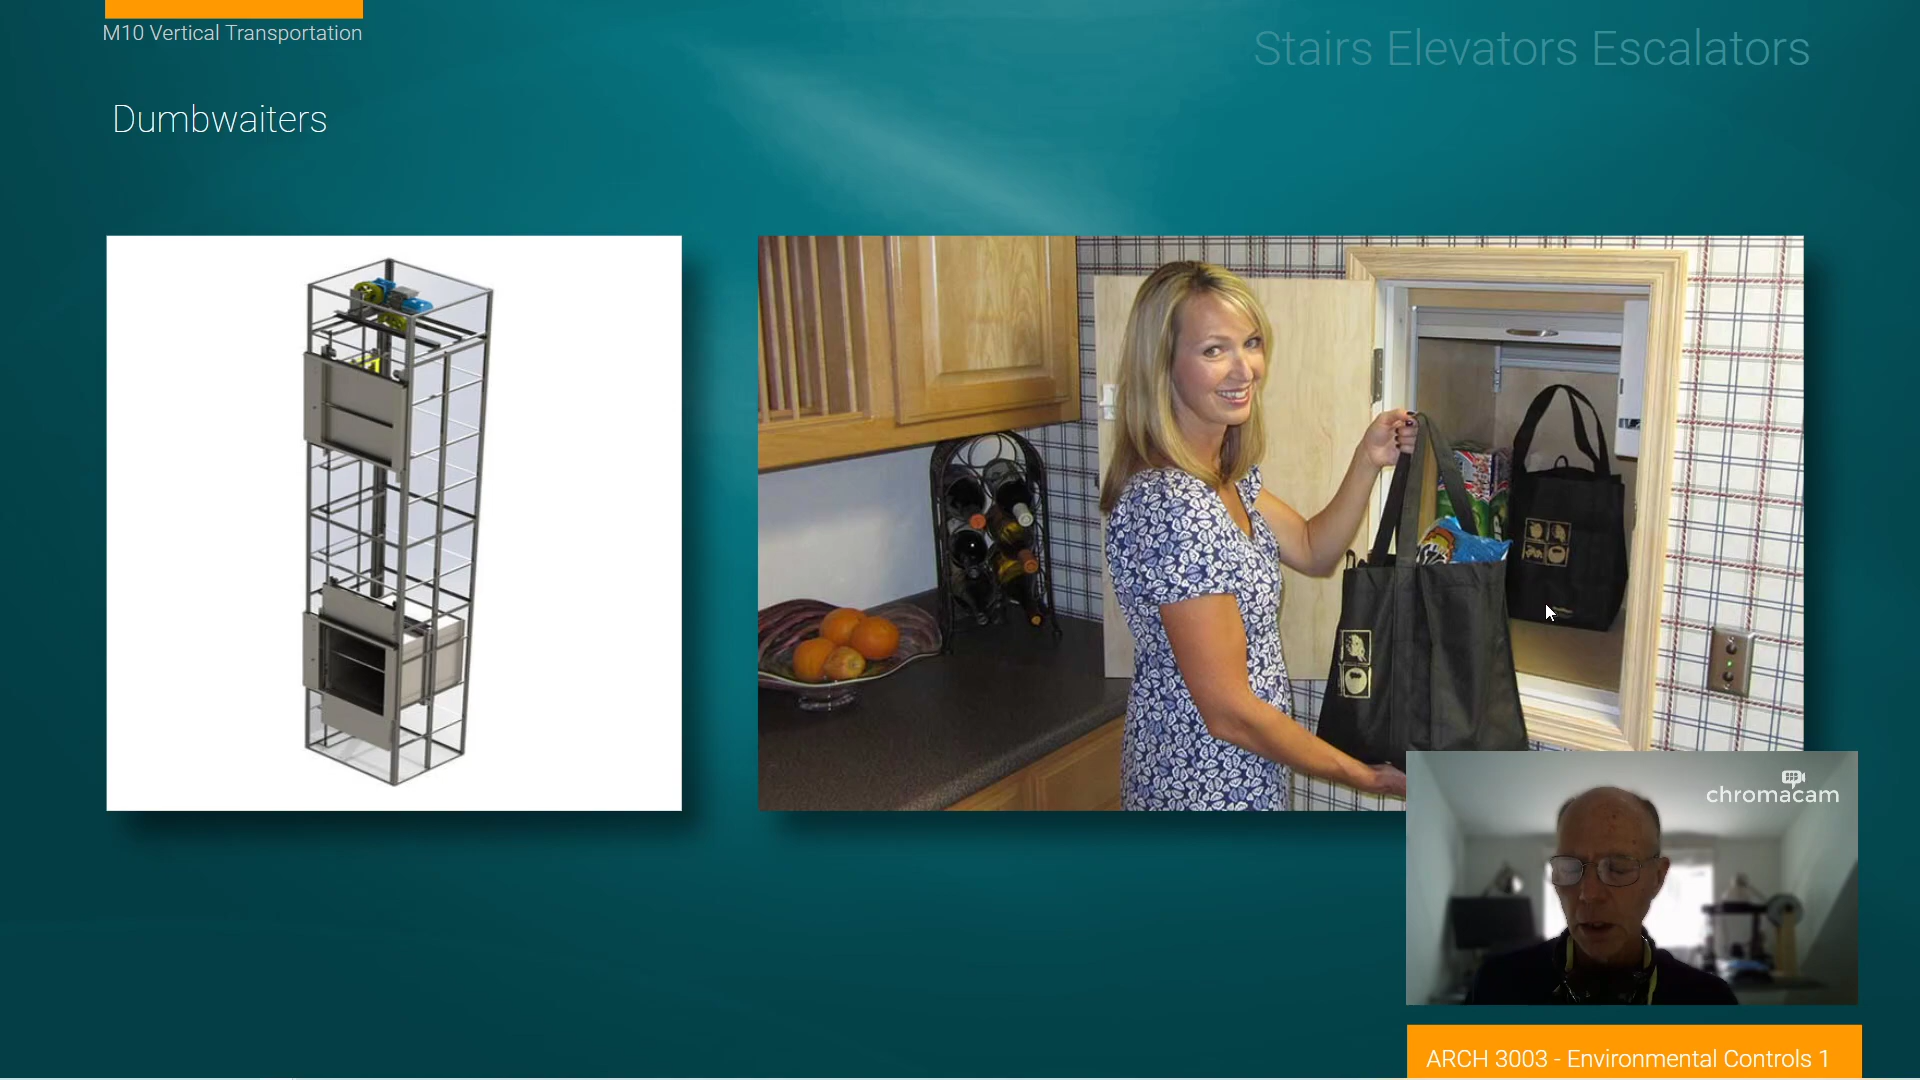 M10 Vertical Transportation
Stairs Elevators Escalators
Dumbwaiters
chromacam
ARCH 3003 - Environmental Controls 1